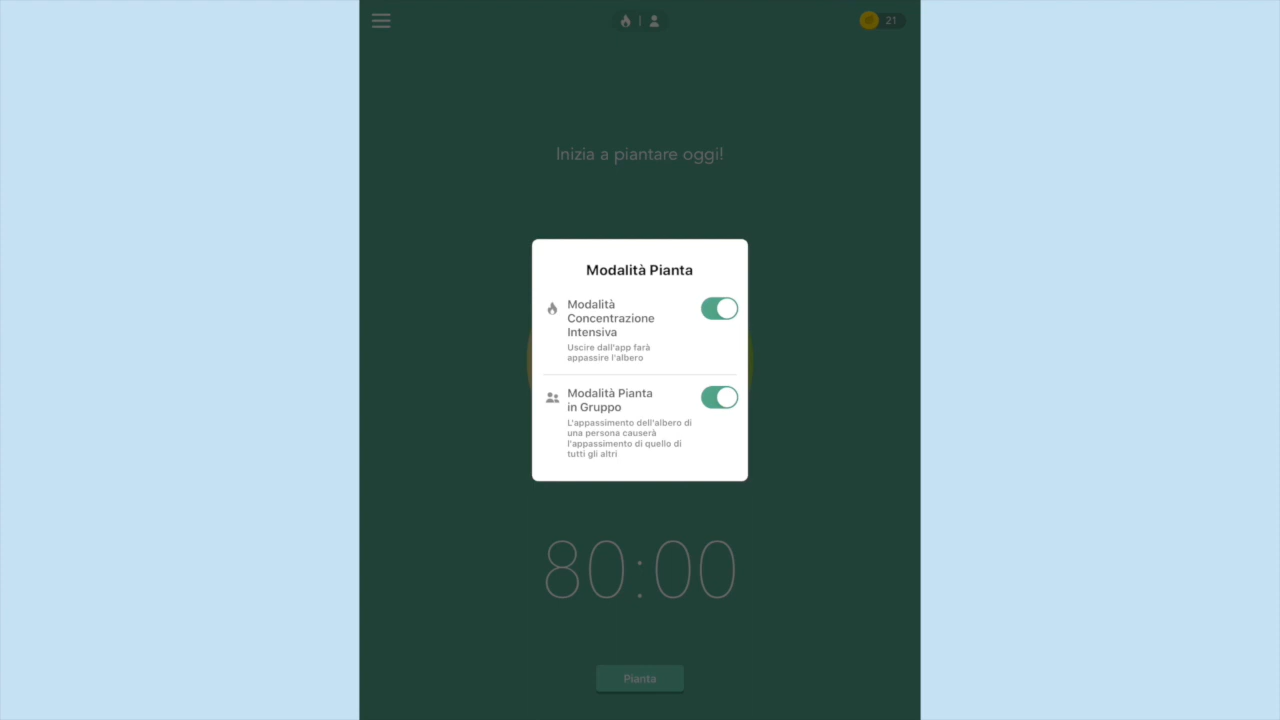 21
Inizia a piantare oggi!
Modalità Pianta
Modalità
Concentrazione
Intensiva
Uscire dall'app farà
appassire l'albero
Modalità Pianta
in Gruppo
L'appassimento dell'albero di
una persona causerà
l'appassimento di quello di
tutti gli altri
80:00
Pianta